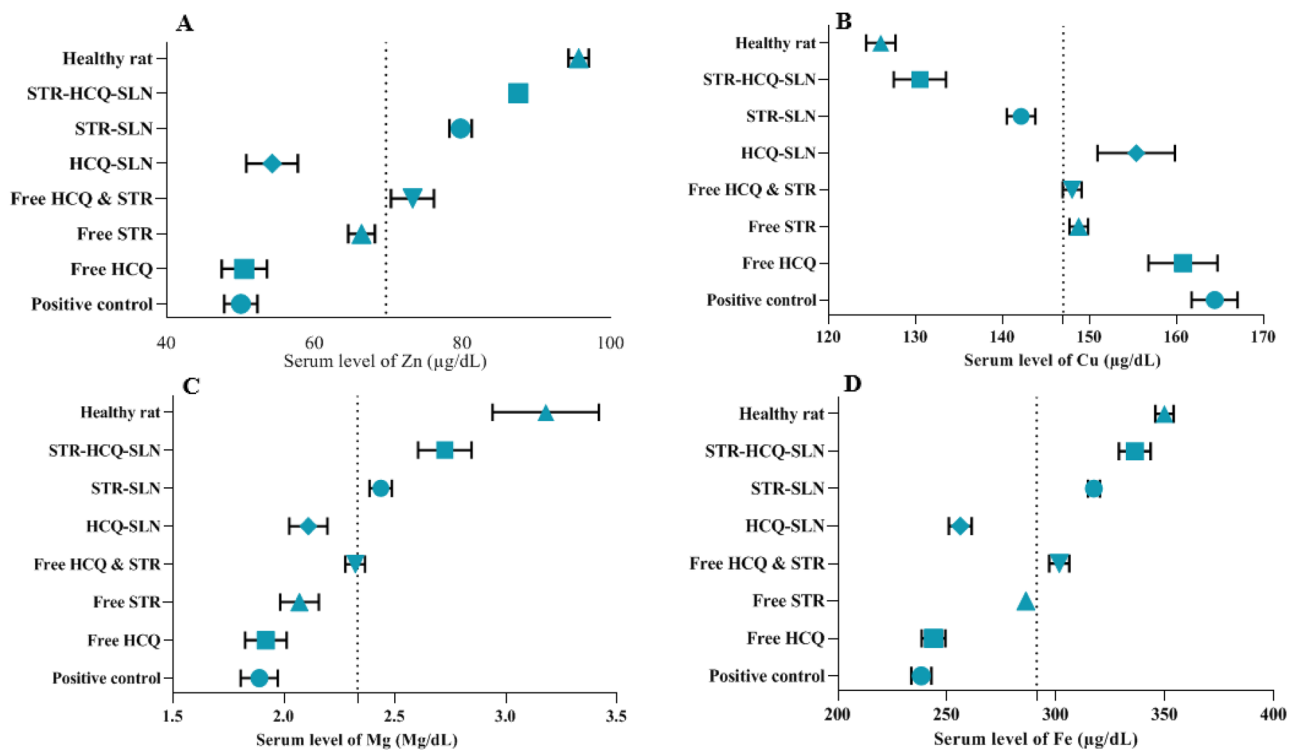 A
Healthy rat
STR-HCQ-SLN
STR-SLN
HCQ-SLN
Free HCQ & STR
Free STR
Free HCQ
Positive control
40 60 80 100
Serum level of Zn (µg/dL)
B
Healthy rat
STR-HCQ-SLN
STR-SLN
HCQ-SLN
Free HCQ & STR
Free STR
Free HCQ
Positive control
120 130 140 150 160 170
Serum level of Cu (µg/dL)
C
Healthy rat
STR-HCQ-SLN
STR-SLN
HCQ-SLN
Free HCQ & STR
Free STR
Free HCQ
Positive control
1.5 2.0 2.5 3.0 3.5
Serum level of Mg (Mg/dL)
D
Healthy rat
STR-HCQ-SLN
STR-SLN
HCQ-SLN
Free HCQ & STR
Free STR
Free HCQ
Positive control
200 250 300 350 400
Serum level of Fe (µg/dL)